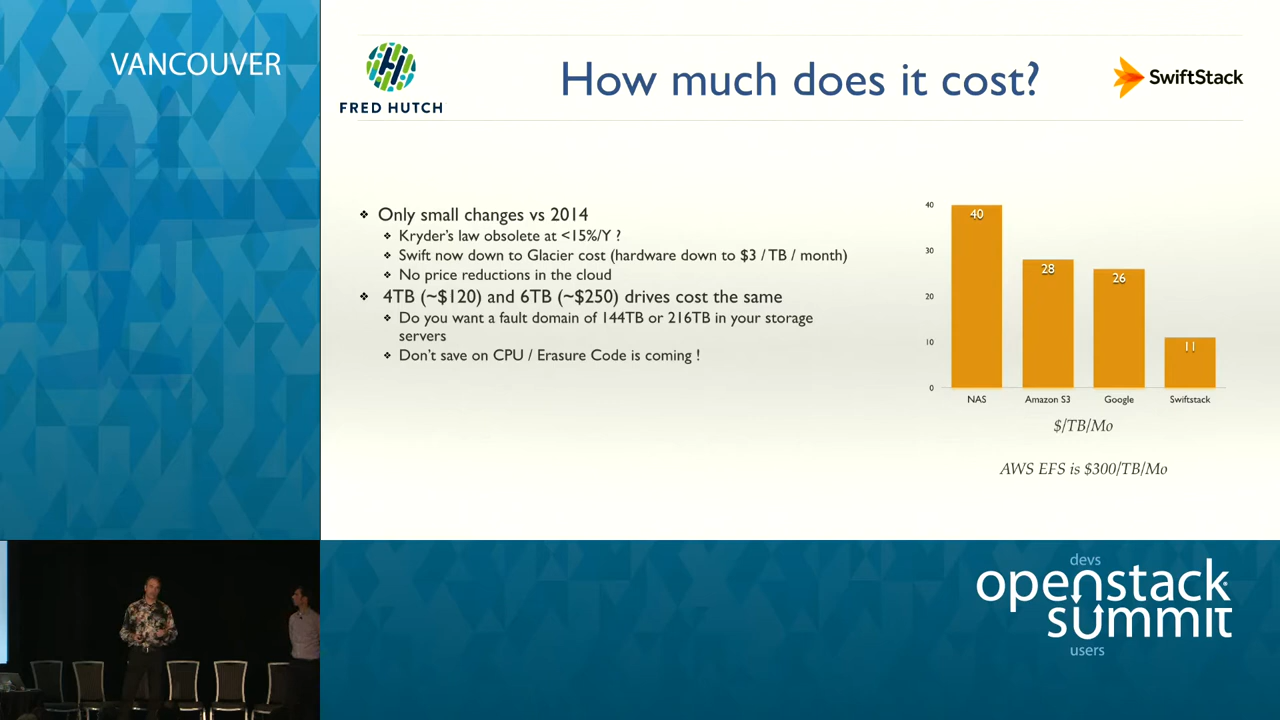 VANCOUVER
FRED HUTCH
How much does it cost?
SwiftStack
Only small changes vs 2014
Kryder's law obsolete at <15%/Y ?
Swift now down to Glacier cost (hardware down to $3 / TB / month)
No price reductions in the cloud
4TB (~$120) and 6TB (~$250) drives cost the same
Do you want a fault domain of 144TB or 216TB in your storage
servers
Don't save on CPU / Erasure Code is coming !
40
30
20
10
0
40
28
26
11
NAS
Amazon S3
Google
Swiftstack
$/TB/Mo
AWS EFS is $300/TB/Mo
devs
openstack
summit
users